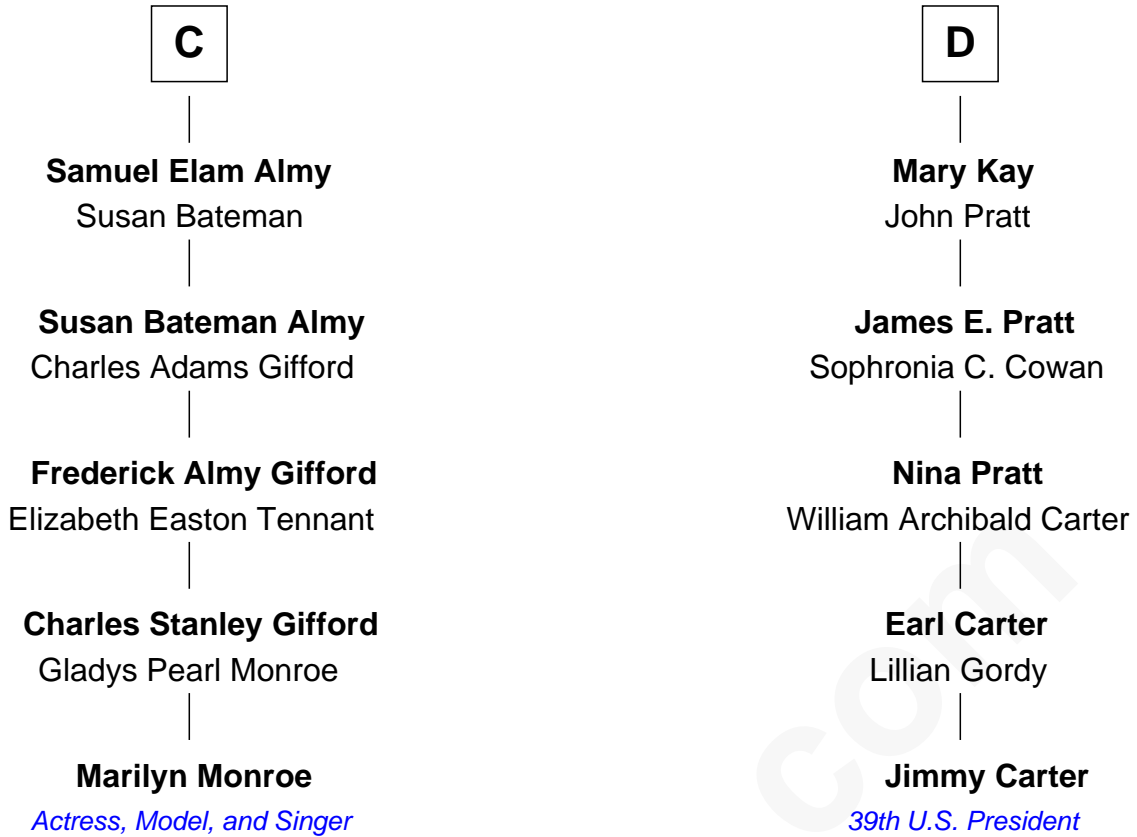 C
Samuel Elam Almy
Susan Bateman
Susan Bateman Almy
Charles Adams Gifford
Frederick Almy Gifford
Elizabeth Easton Tennant
Charles Stanley Gifford
Gladys Pearl Monroe
Marilyn Monroe
Actress, Model, and Singer
D
Mary Kay
John Pratt
James E. Pratt
Sophronia C. Cowan
Nina Pratt
William Archibald Carter
Earl Carter
Lillian Gordy
Jimmy Carter
39th U.S. President
com